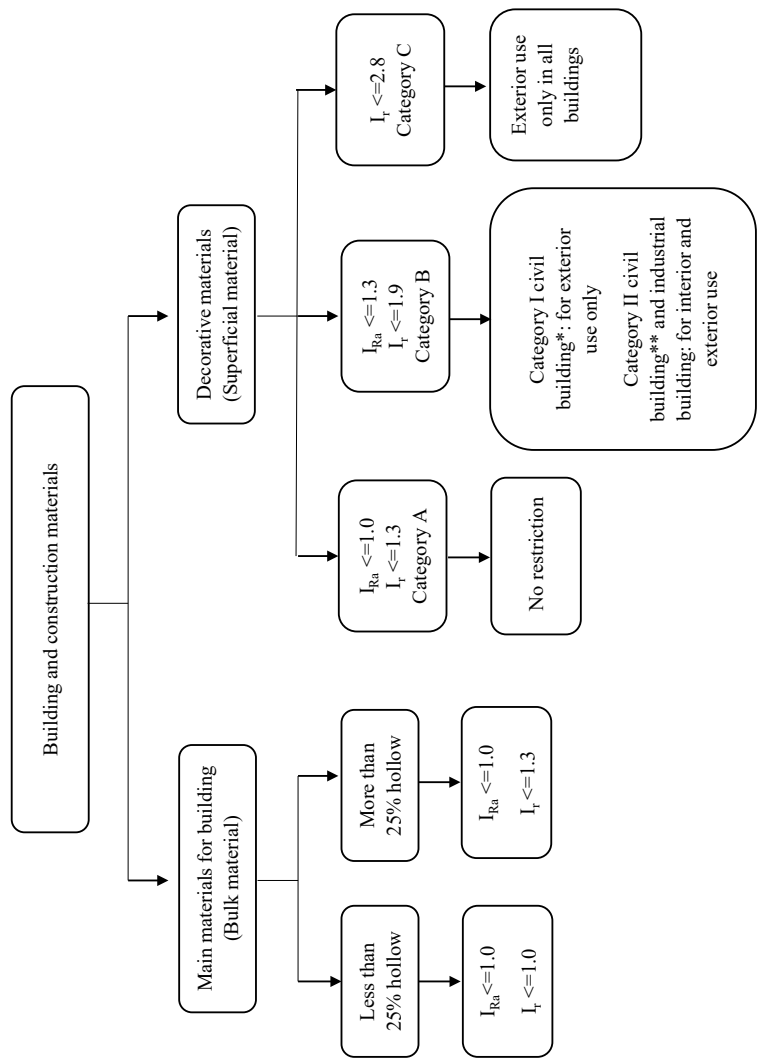 Building and construction materials
Main materials for building
(Bulk material)
Decorative materials
(Superficial material)
Less than
25% hollow
More than
25% hollow
I_Ra <=1.0
I_r <=1.3
Category A
I_Ra <=1.3
I_r <=1.9
Category B
I_r <=2.8
Category C
I_Ra<=1.0
I_r <=1.0
I_Ra <=1.0
I_r <=1.3
No restriction
Category I civil
building*: for exterior
use only
Category II civil
building** and industrial
building: for interior and
exterior use
Exterior use
only in all
buildings